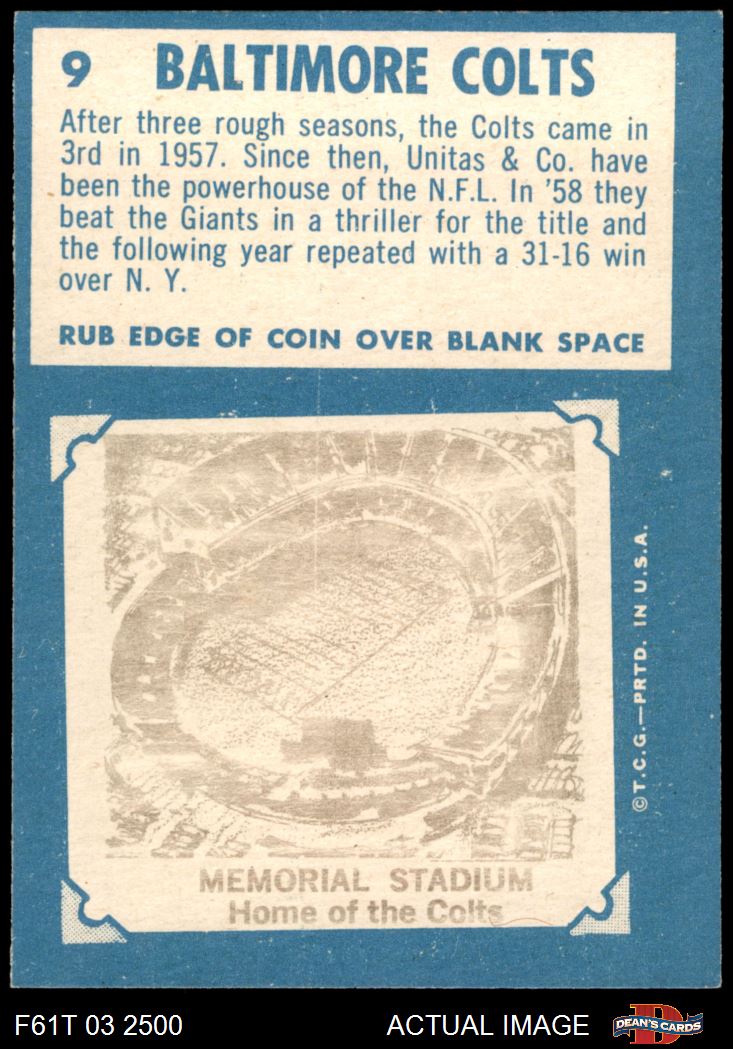 9 BALTIMORE COLTS
After three rough seasons, the Colts came in
3rd in 1957. Since then, Unitas & Co. have
been the powerhouse of the N.F.L. In '58 they
beat the Giants in a thriller for the title and
the following year repeated with a 31-16 win
over N. Y.
RUB EDGE OF COIN OVER BLANK SPACE
MEMORIAL STADIUM
Home of the Colts
©T.C.G.—PRTD. IN U.S.A.
F61T 03 2500 ACTUAL IMAGE
D
DEAN'S CARDS